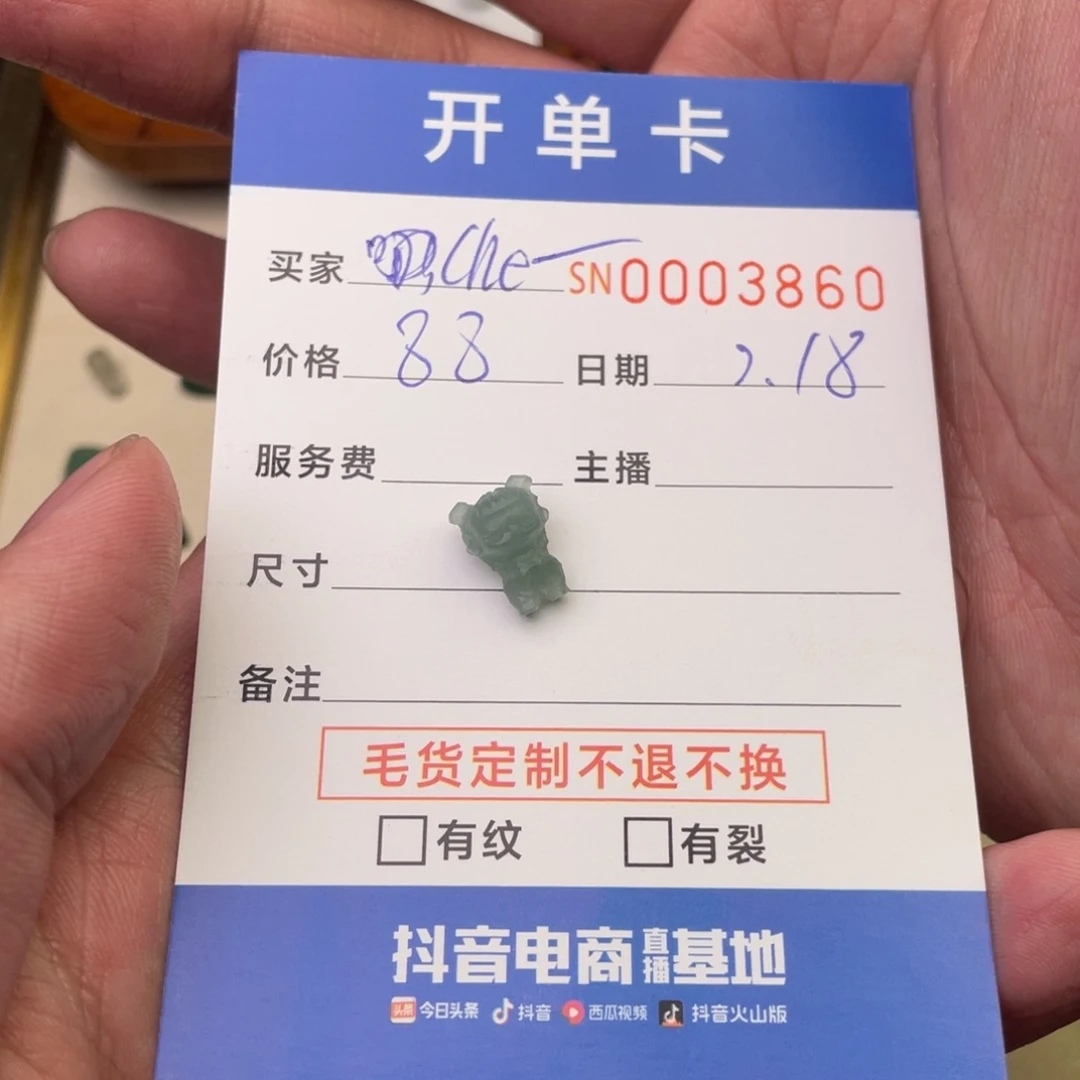 开单卡
买家 Che SN0003860
价格 88 日期 2.18
服务费 主播
尺寸
备注
毛货定制不退不换
有纹 有裂
抖音电商直播基地
头条 今日头条 抖音 西瓜视频 抖音火山版